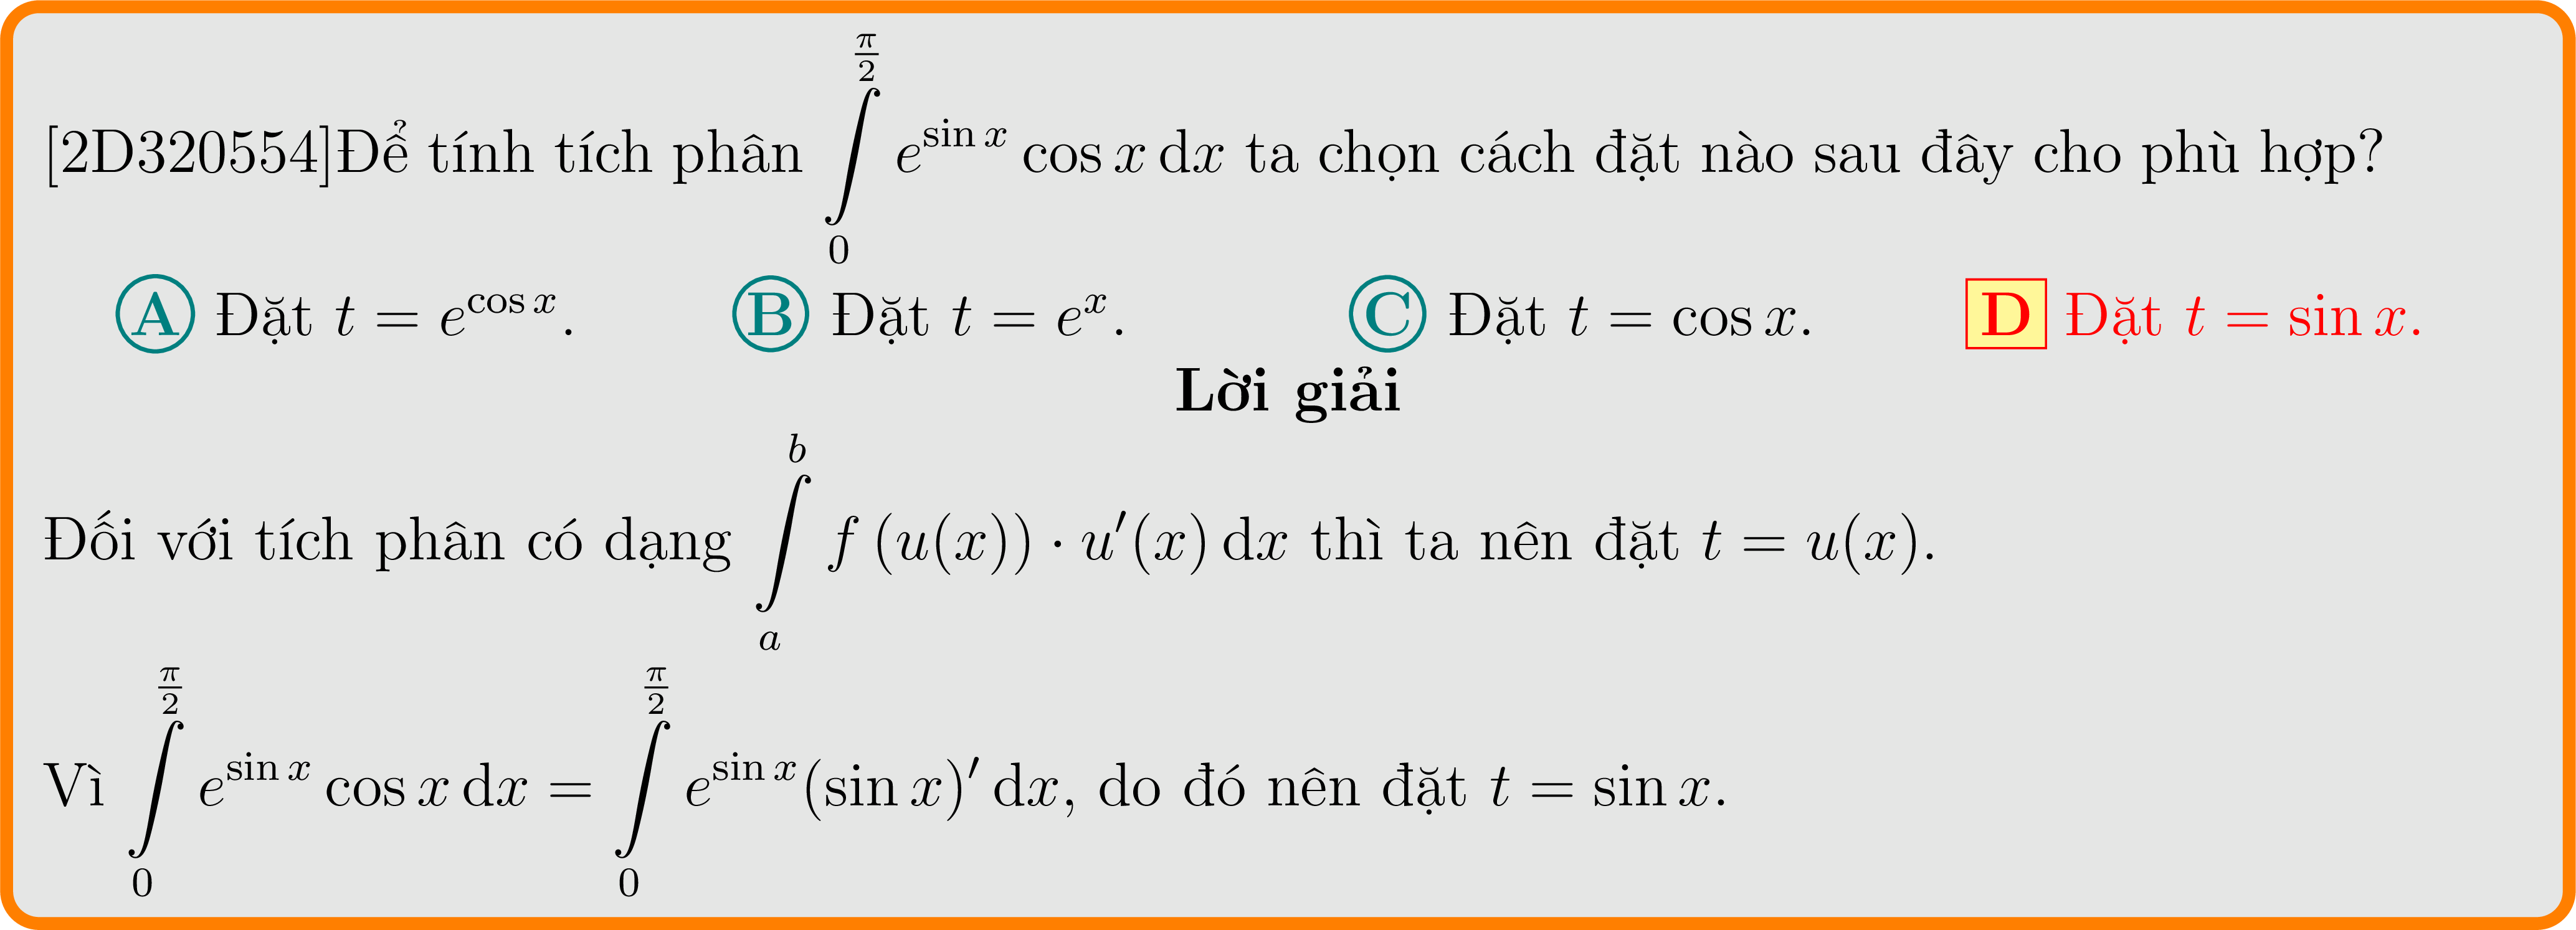 [2D320554]Để tính tích phân $\int\limits_0^{\frac{\pi}{2}} e^{\sin x} \cos x \, \mathrm{d}x$ ta chọn cách đặt nào sau đây cho phù hợp?
A Đặt $t = e^{\cos x}$. B Đặt $t = e^x$. C Đặt $t = \cos x$. D Đặt $t = \sin x$.
Lời giải
Đối với tích phân có dạng $\int\limits_a^b f(u(x)) \cdot u'(x) \, \mathrm{d}x$ thì ta nên đặt $t = u(x)$.
Vì $\int\limits_0^{\frac{\pi}{2}} e^{\sin x} \cos x \, \mathrm{d}x = \int\limits_0^{\frac{\pi}{2}} e^{\sin x} (\sin x)' \, \mathrm{d}x$, do đó nên đặt $t = \sin x$.